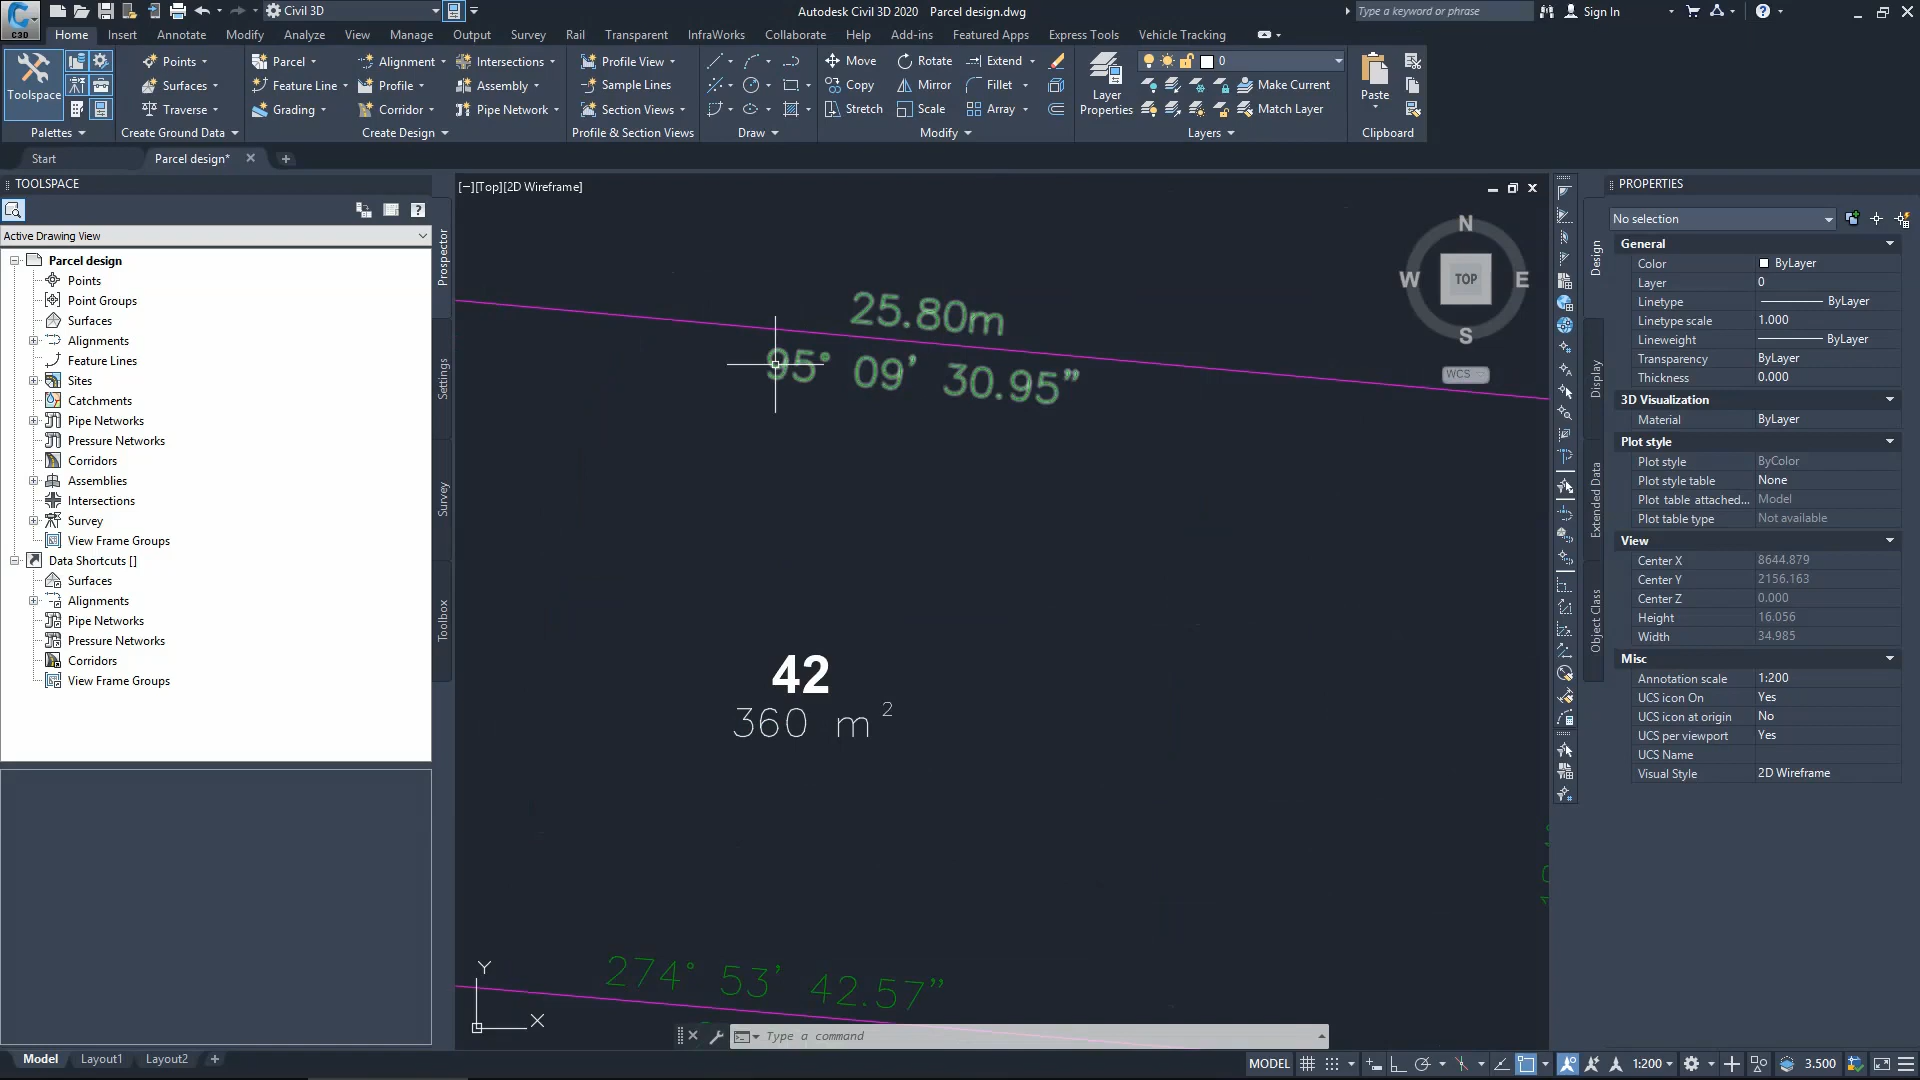 Civil 3D
Autodesk Civil 3D 2020 Parcel design.dwg
Type a keyword or phrase
Sign In
C3D
Home Insert Annotate Modify Analyze View Manage Output Survey Rail Transparent InfraWorks Collaborate Help Add-ins Featured Apps Express Tools Vehicle Tracking
Points Parcel Alignment Intersections Profile View Move Rotate Extend 0
Toolspace Surfaces Feature Line Profile Assembly Sample Lines Copy Mirror Fillet Layer Properties Make Current Paste
Traverse Grading Corridor Pipe Network Section Views Stretch Scale Array Match Layer
Palettes Create Ground Data Create Design Profile & Section Views Draw Modify Layers Clipboard
Start Parcel design*
TOOLSPACE
Active Drawing View
Parcel design
Points
Point Groups
Surfaces
Alignments
Feature Lines
Sites
Catchments
Pipe Networks
Pressure Networks
Corridors
Assemblies
Intersections
Survey
View Frame Groups
Data Shortcuts []
Surfaces
Alignments
Pipe Networks
Pressure Networks
Corridors
View Frame Groups
Prospector
Settings
Survey
Toolbox
[−][Top][2D Wireframe]
25.80m
95° 09' 30.95"
42
360 m²
274° 53' 42.57"
Y
X
N
W TOP E
S
WCS
Type a command
PROPERTIES
No selection
Design
Display
Extended Data
Object Class
General
Color ByLayer
Layer 0
Linetype ByLayer
Linetype scale 1.000
Lineweight ByLayer
Transparency ByLayer
Thickness 0.000
3D Visualization
Material ByLayer
Plot style
Plot style ByColor
Plot style table None
Plot table attached... Model
Plot table type Not available
View
Center X 8644.879
Center Y 2156.163
Center Z 0.000
Height 16.056
Width 34.985
Misc
Annotation scale 1:200
UCS icon On Yes
UCS icon at origin No
UCS per viewport Yes
UCS Name
Visual Style 2D Wireframe
Model Layout1 Layout2
MODEL 1:200 3.500